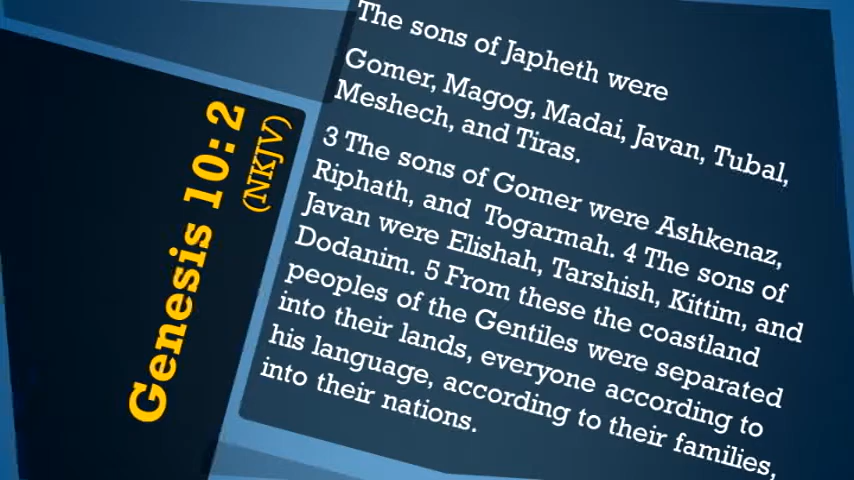 Genesis 10:2
(NKJV)
The sons of Japheth were
Gomer, Magog, Madai, Javan, Tubal,
Meshech, and Tiras.
3 The sons of Gomer were Ashkenaz,
Riphath, and Togarmah. 4 The sons of
Javan were Elishah, Tarshish, Kittim, and
Dodanim. 5 From these the coastland
peoples of the Gentiles were separated
into their lands, everyone according to
his language, according to their families,
into their nations.